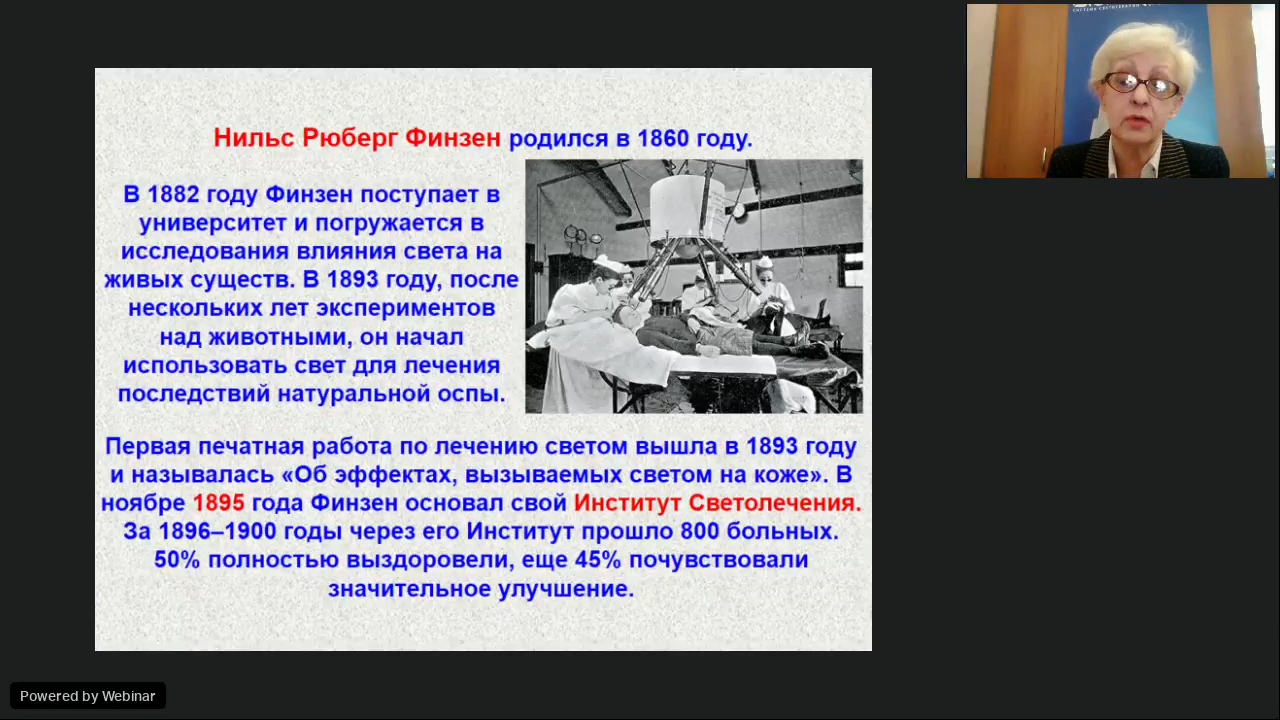 Нильс Рюберг Финзен родился в 1860 году.
В 1882 году Финзен поступает в
университет и погружается в
исследования влияния света на
живых существ. В 1893 году, после
нескольких лет экспериментов
над животными, он начал
использовать свет для лечения
последствий натуральной оспы.
Первая печатная работа по лечению светом вышла в 1893 году
и называлась «Об эффектах, вызываемых светом на коже». В
ноябре 1895 года Финзен основал свой Институт Светолечения.
За 1896–1900 годы через его Институт прошло 800 больных.
50% полностью выздоровели, еще 45% почувствовали
значительное улучшение.
Powered by Webinar